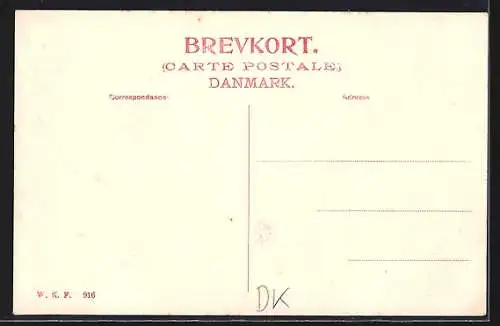 BREVKORT.
(CARTE POSTALE)
DANMARK.
Correspondance: Adresse:
W. K. F. 916
DK